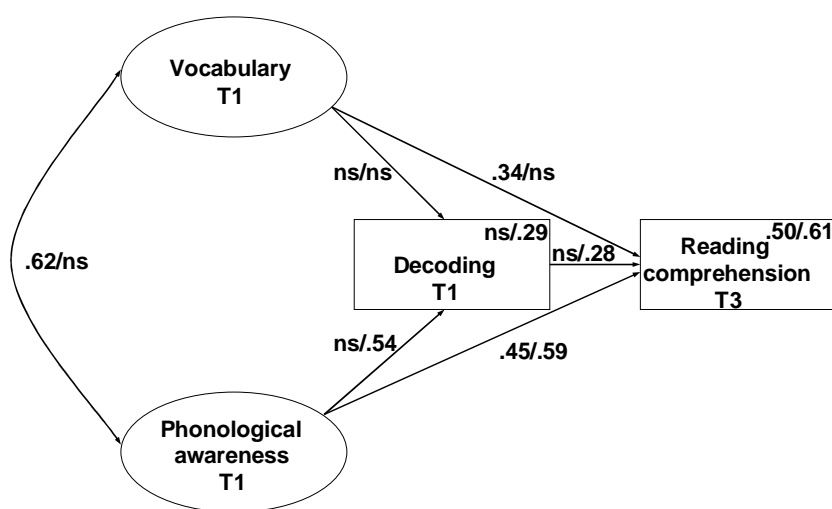 Vocabulary
T1
ns/ns
.34/ns
.62/ns
ns/.29
Decoding
T1
ns/.28
.50/.61
Reading
comprehension
T3
ns/.54
.45/.59
Phonological
awareness
T1